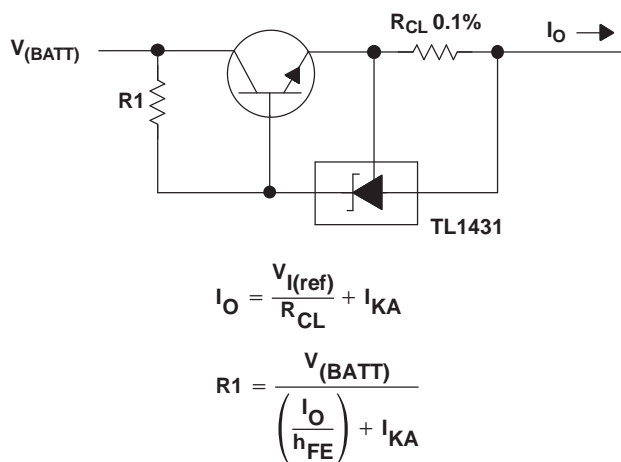 V(BATT)
RCL 0.1%
IO
R1
TL1431
IO = VI(ref) / RCL + IKA
R1 = V(BATT) / (IO / hFE) + IKA